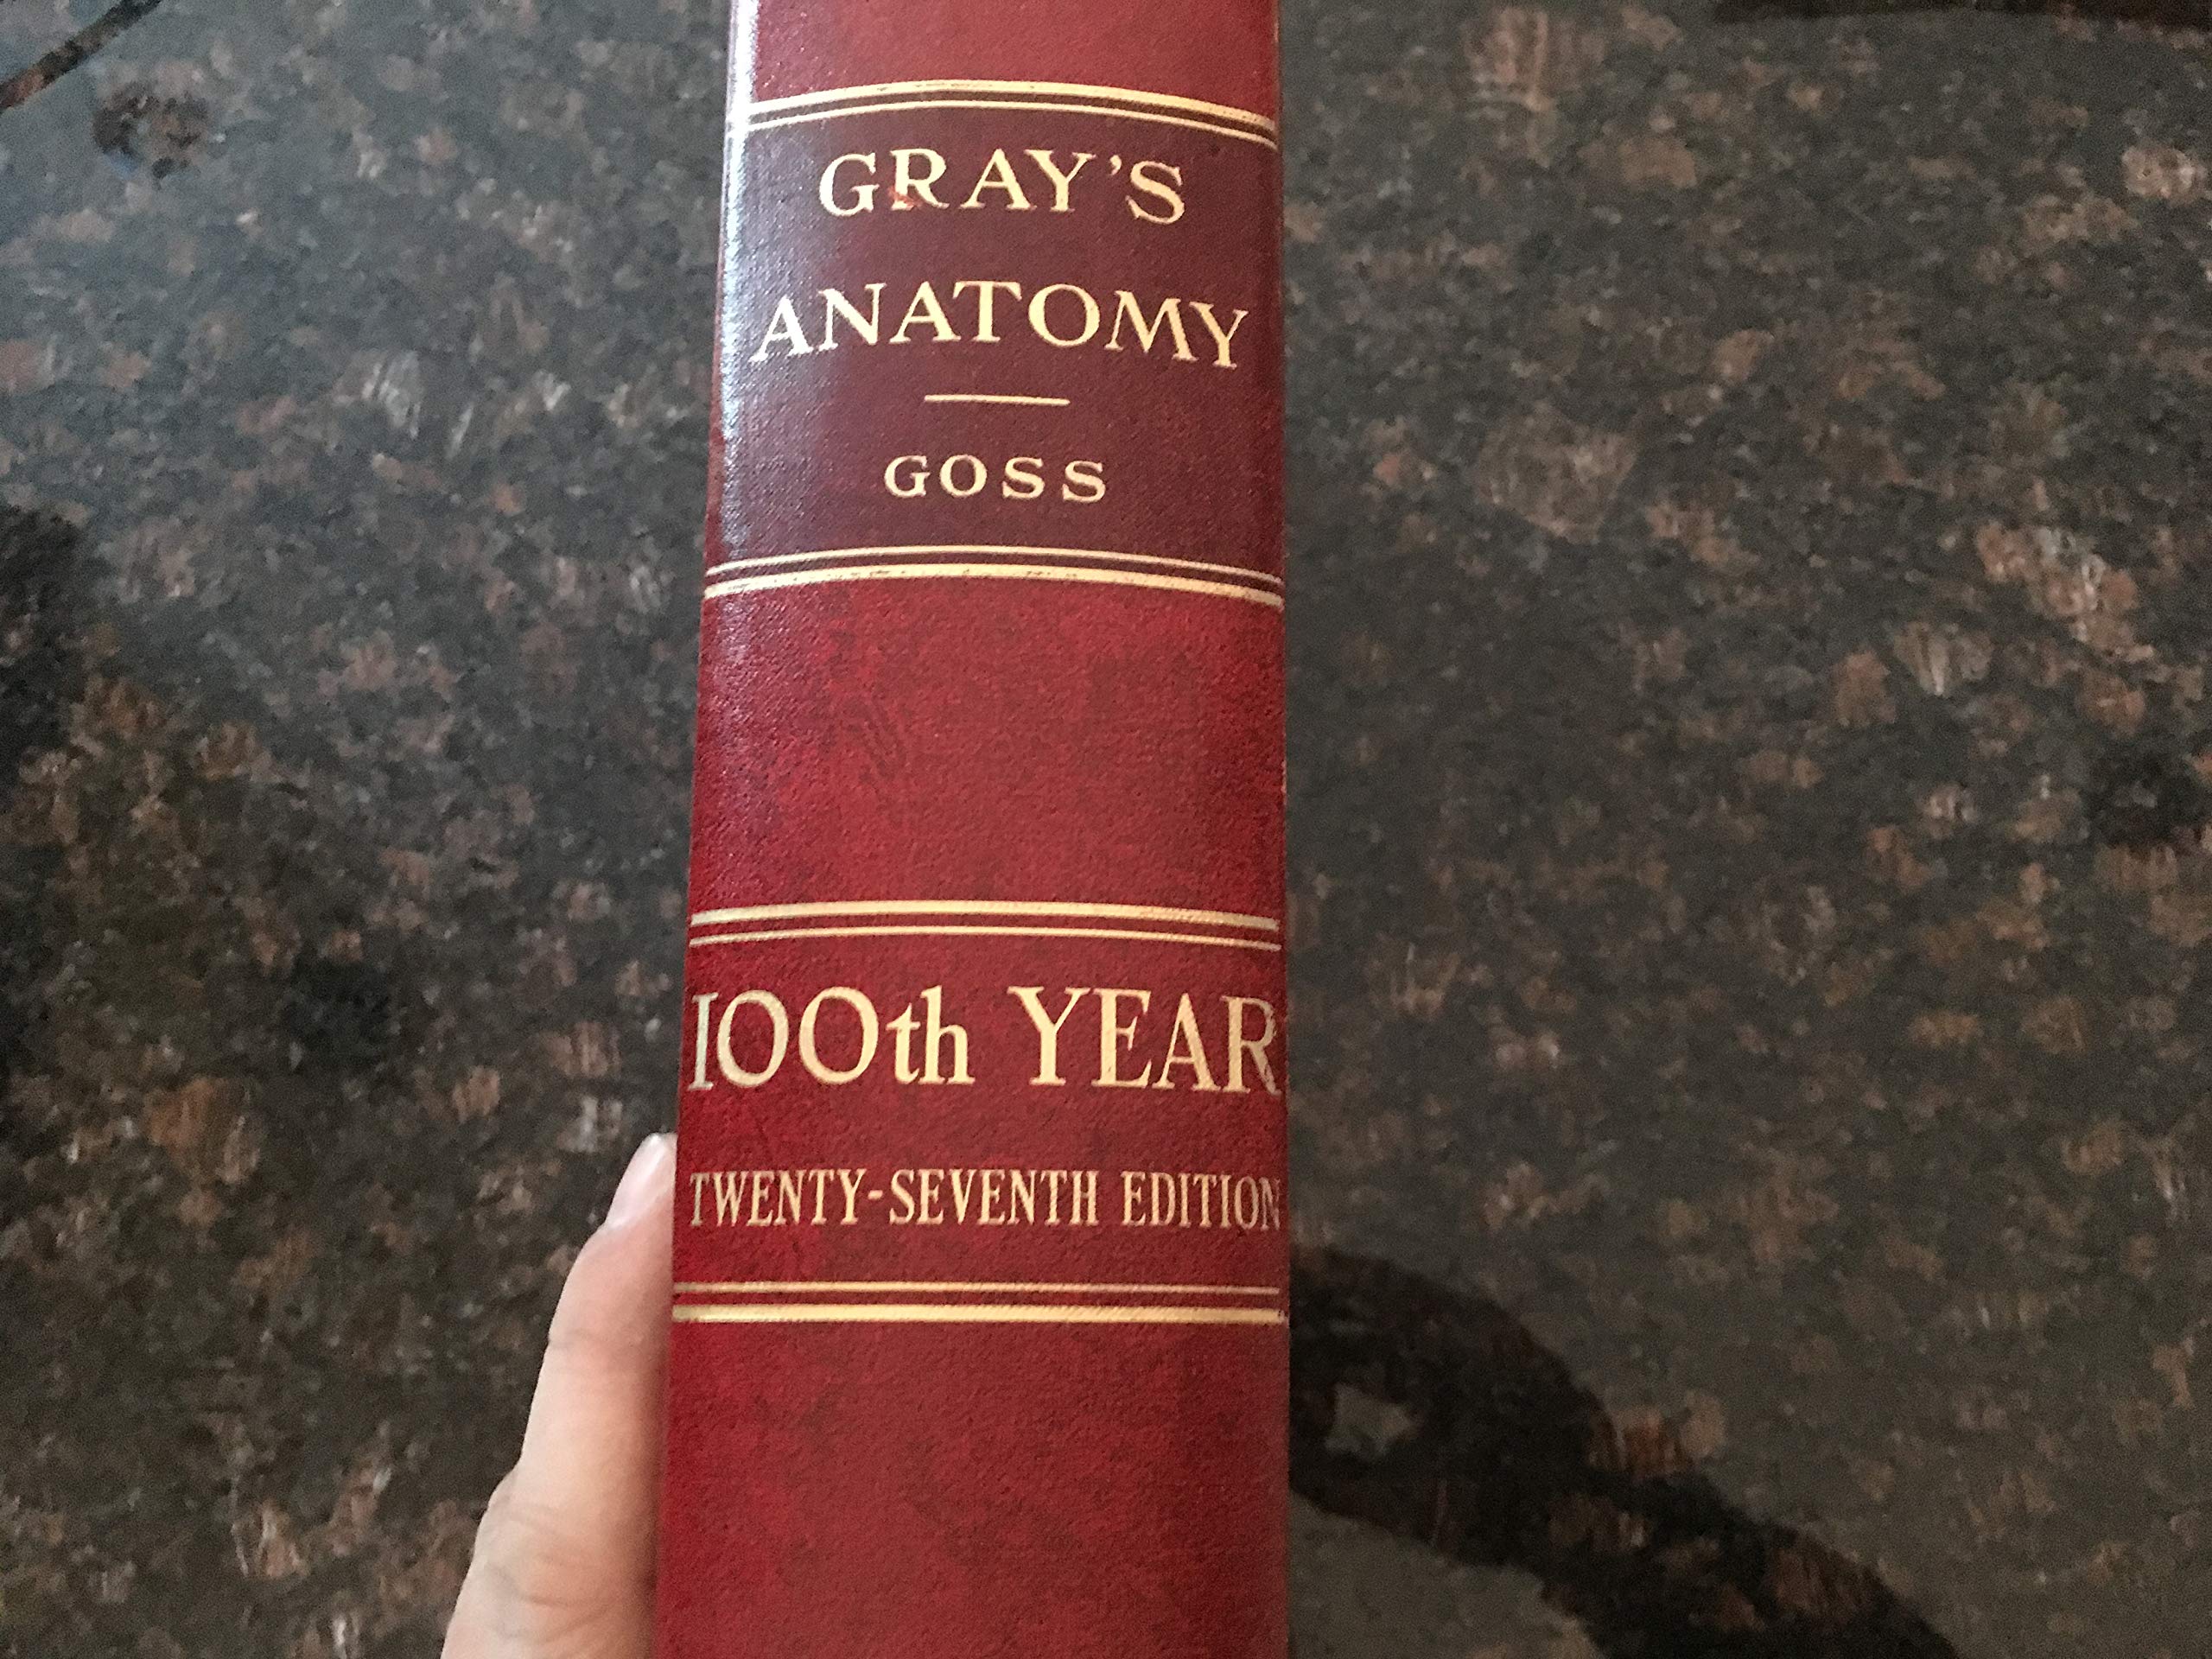 GRAY'S
ANATOMY
GOSS
100th YEAR
TWENTY-SEVENTH EDITION